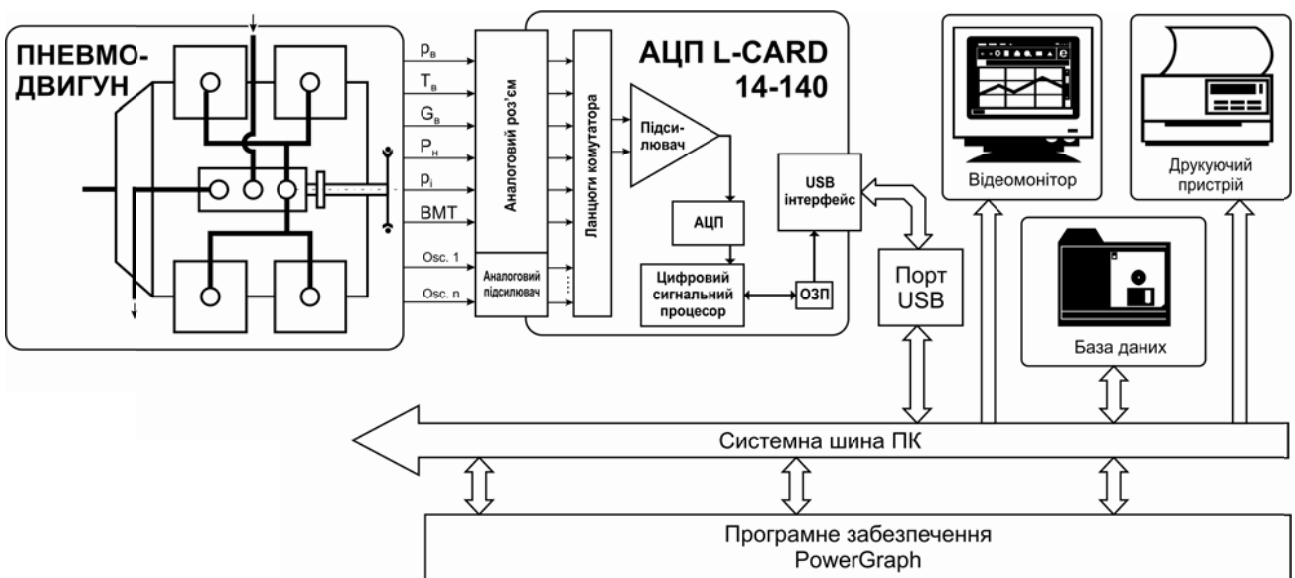 ПНЕВМО-
ДВИГУН
pв
Tв
Gв
Pн
pi
ВМТ
Osc. 1
Osc. n
Аналоговий роз’єм
Аналоговий
підсилювач
Ланцюги комутатора
АЦП L-CARD
14-140
Підси-
лювач
АЦП
Цифровий
сигнальний
процесор
ОЗП
USB
інтерфейс
Порт
USB
Відеомонітор
Друкуючий
пристрій
База даних
Системна шина ПК
Програмне забезпечення
PowerGraph